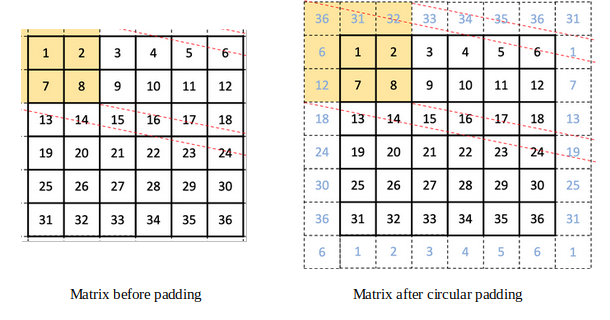 36 31 32 33 34 35 36 31
1 2 3 4 5 6 6 1 2 3 4 5 6 1
7 8 9 10 11 12 12 7 8 9 10 11 12 7
13 14 15 16 17 18 18 13 14 15 16 17 18 13
19 20 21 22 23 24 24 19 20 21 22 23 24 19
25 26 27 28 29 30 30 25 26 27 28 29 30 25
31 32 33 34 35 36 36 31 32 33 34 35 36 31
6 1 2 3 4 5 6 1
Matrix before padding Matrix after circular padding